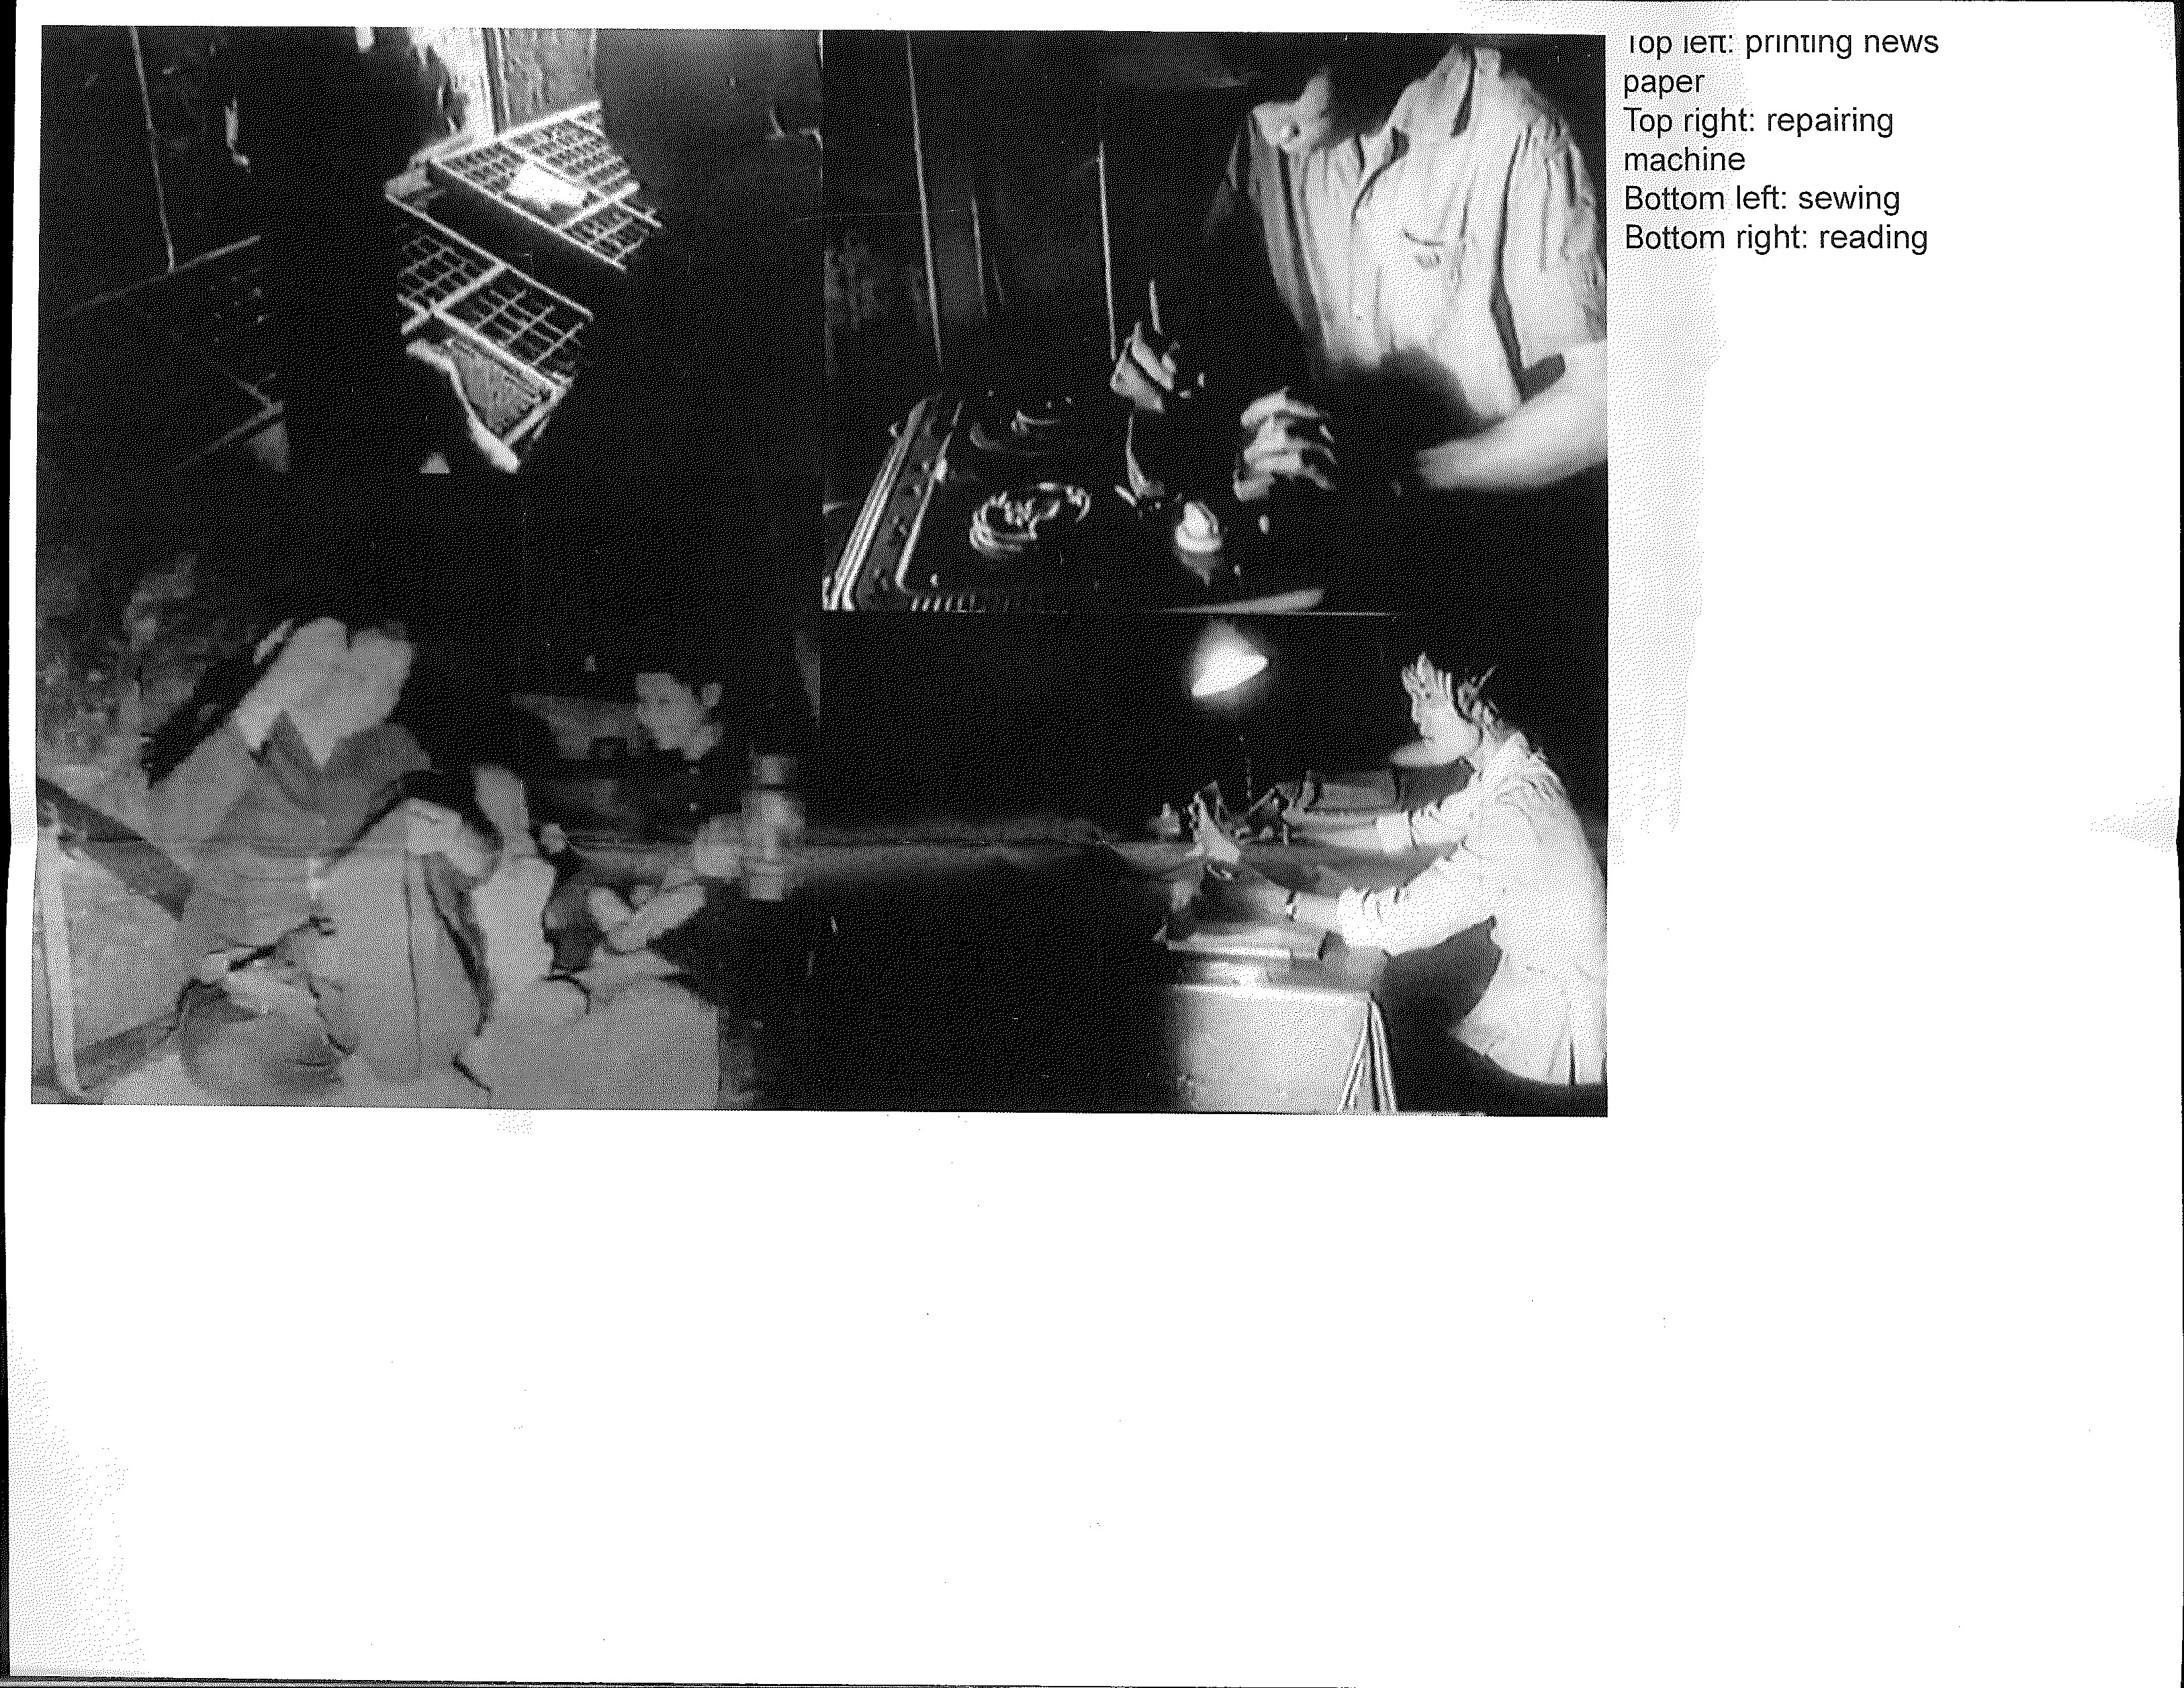 Top left: printing news
paper
Top right: repairing
machine
Bottom left: sewing
Bottom right: reading